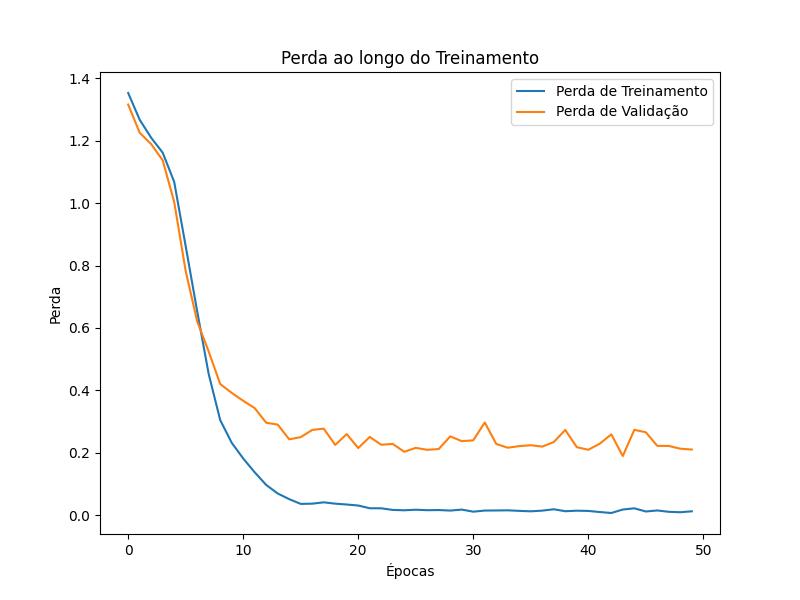 Perda ao longo do Treinamento
Perda de Treinamento
Perda de Validação
1.4
1.2
1.0
0.8
0.6
0.4
0.2
0.0
Perda
0 10 20 30 40 50
Épocas